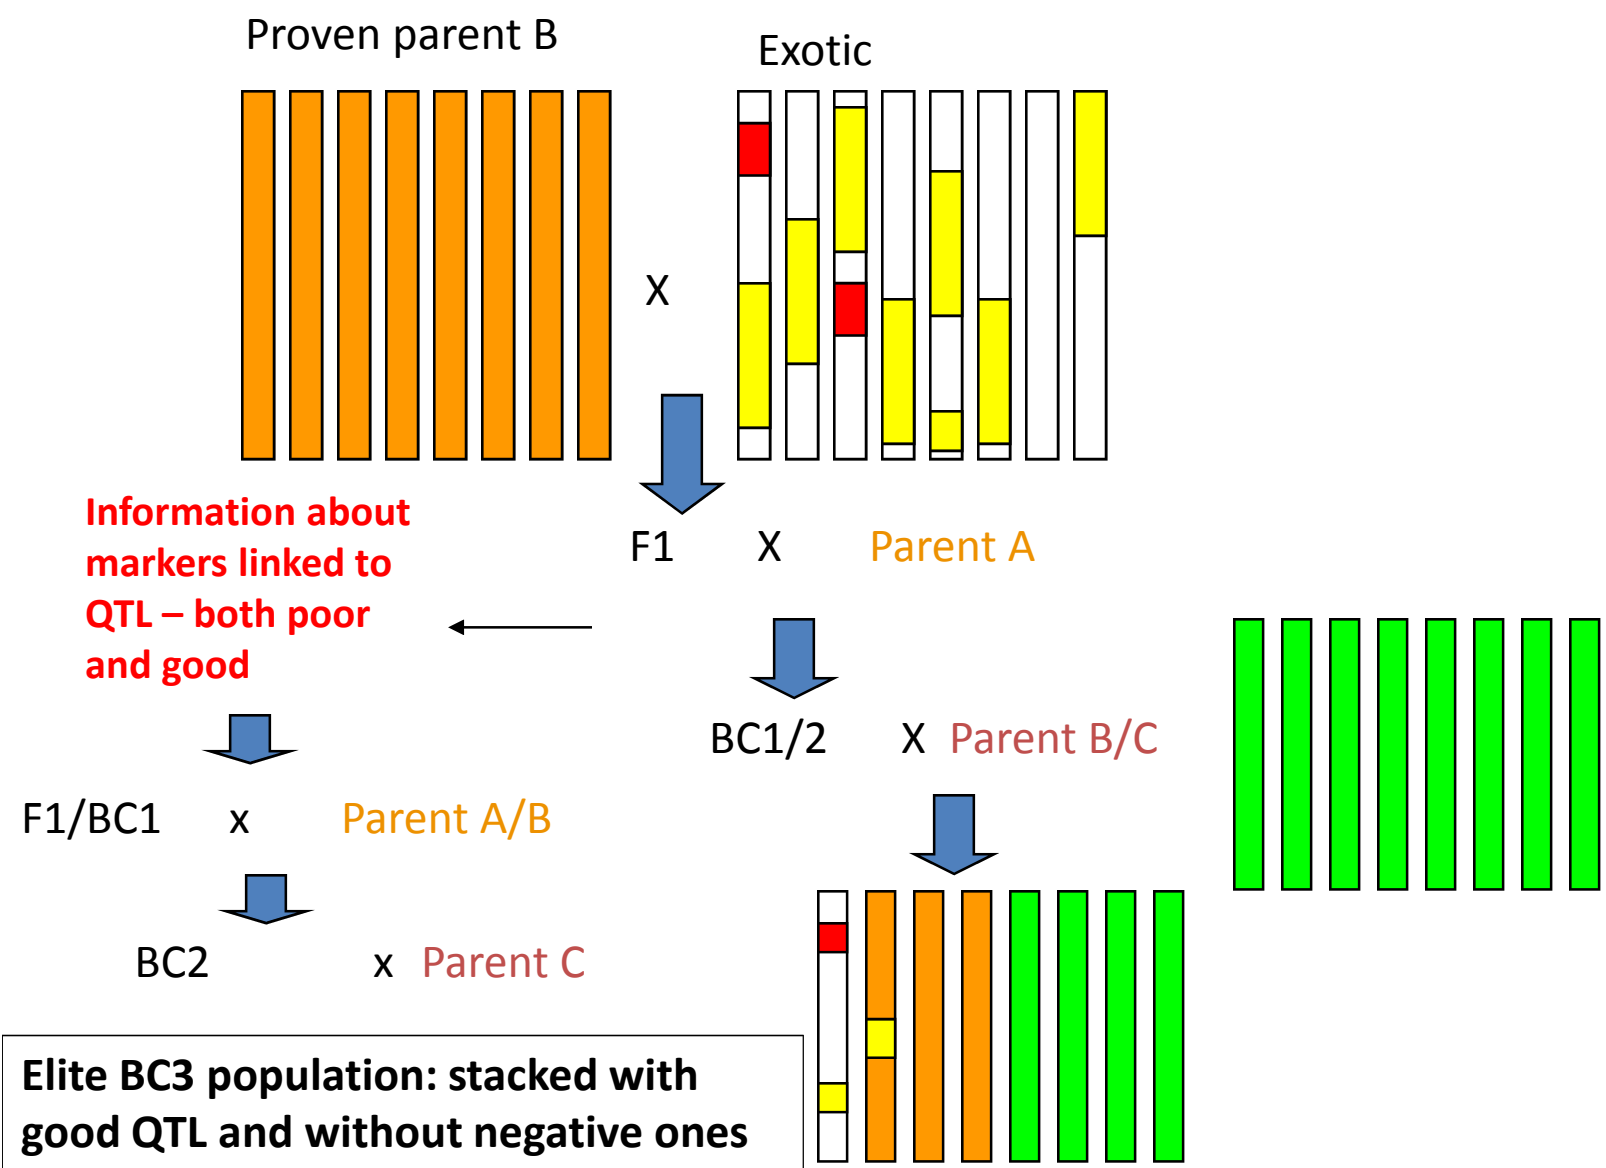 Proven parent B
Exotic
X
F1 X Parent A
Information about
markers linked to
QTL – both poor
and good
BC1/2 X Parent B/C
F1/BC1 x Parent A/B
BC2 x Parent C
Elite BC3 population: stacked with
good QTL and without negative ones